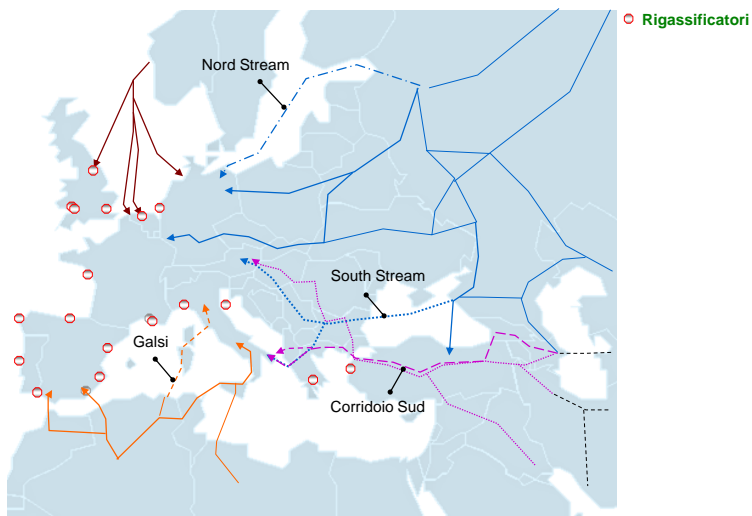 Rigassificatori
Nord Stream
South Stream
Galsi
Corridoio Sud